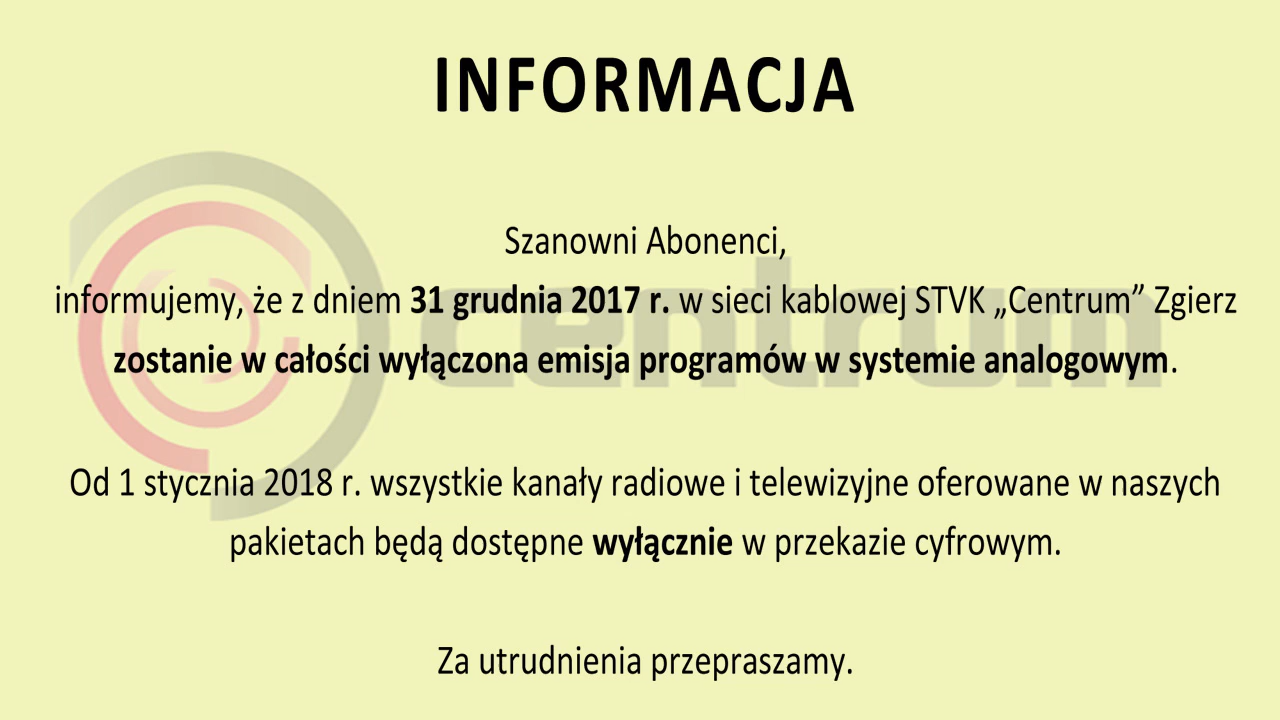 INFORMACJA
Szanowni Abonenci,
informujemy, że z dniem 31 grudnia 2017 r. w sieci kablowej STVK „Centrum” Zgierz
zostanie w całości wyłączona emisja programów w systemie analogowym.
Od 1 stycznia 2018 r. wszystkie kanały radiowe i telewizyjne oferowane w naszych
pakietach będą dostępne wyłącznie w przekazie cyfrowym.
Za utrudnienia przepraszamy.
centrum